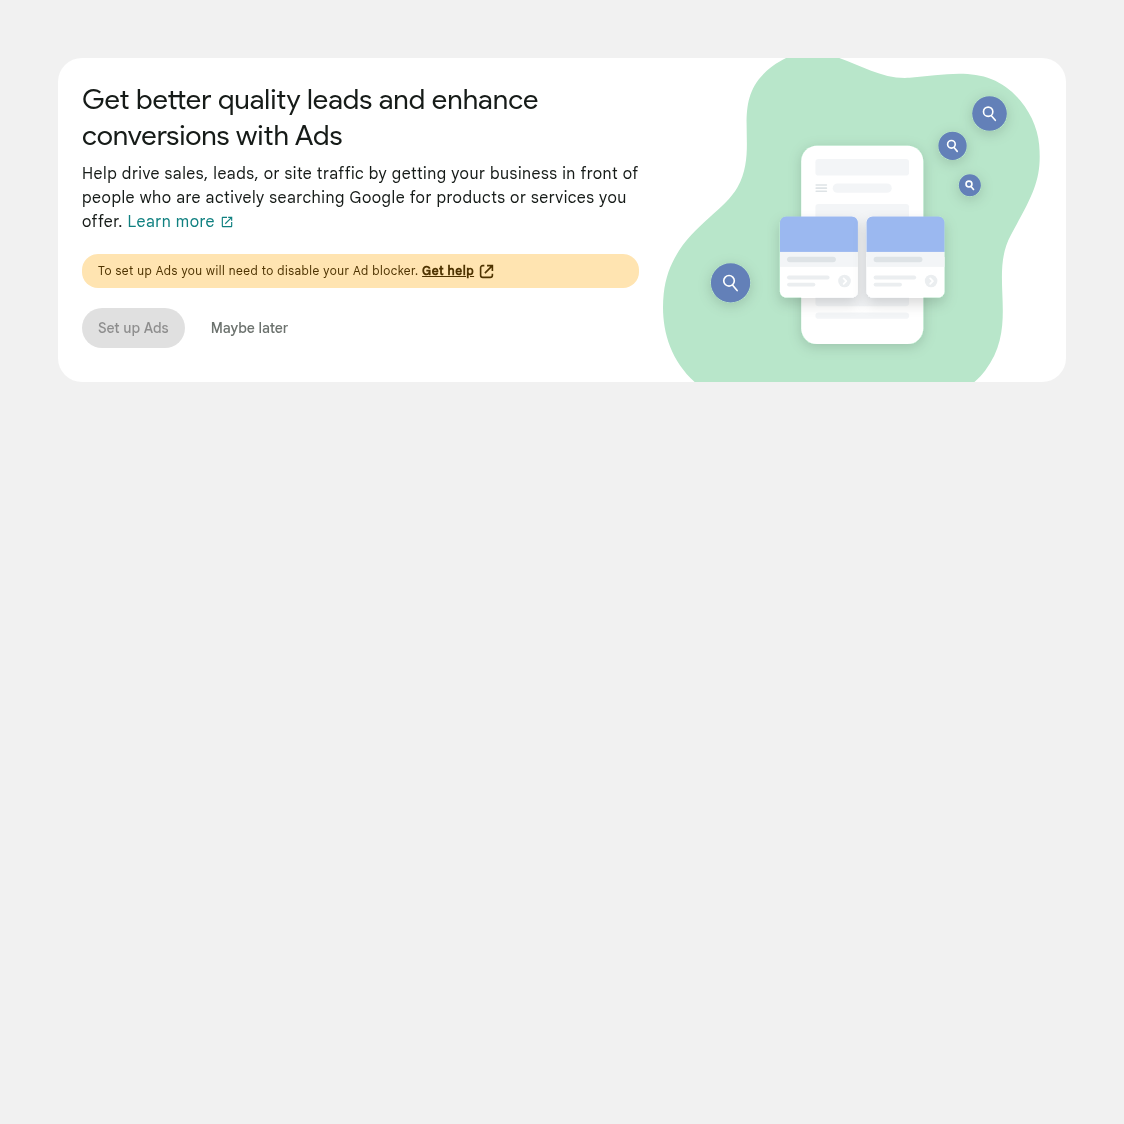 Get better quality leads and enhance
conversions with Ads
Help drive sales, leads, or site traffic by getting your business in front of
people who are actively searching Google for products or services you
offer. Learn more
To set up Ads you will need to disable your Ad blocker. Get help
Set up Ads Maybe later